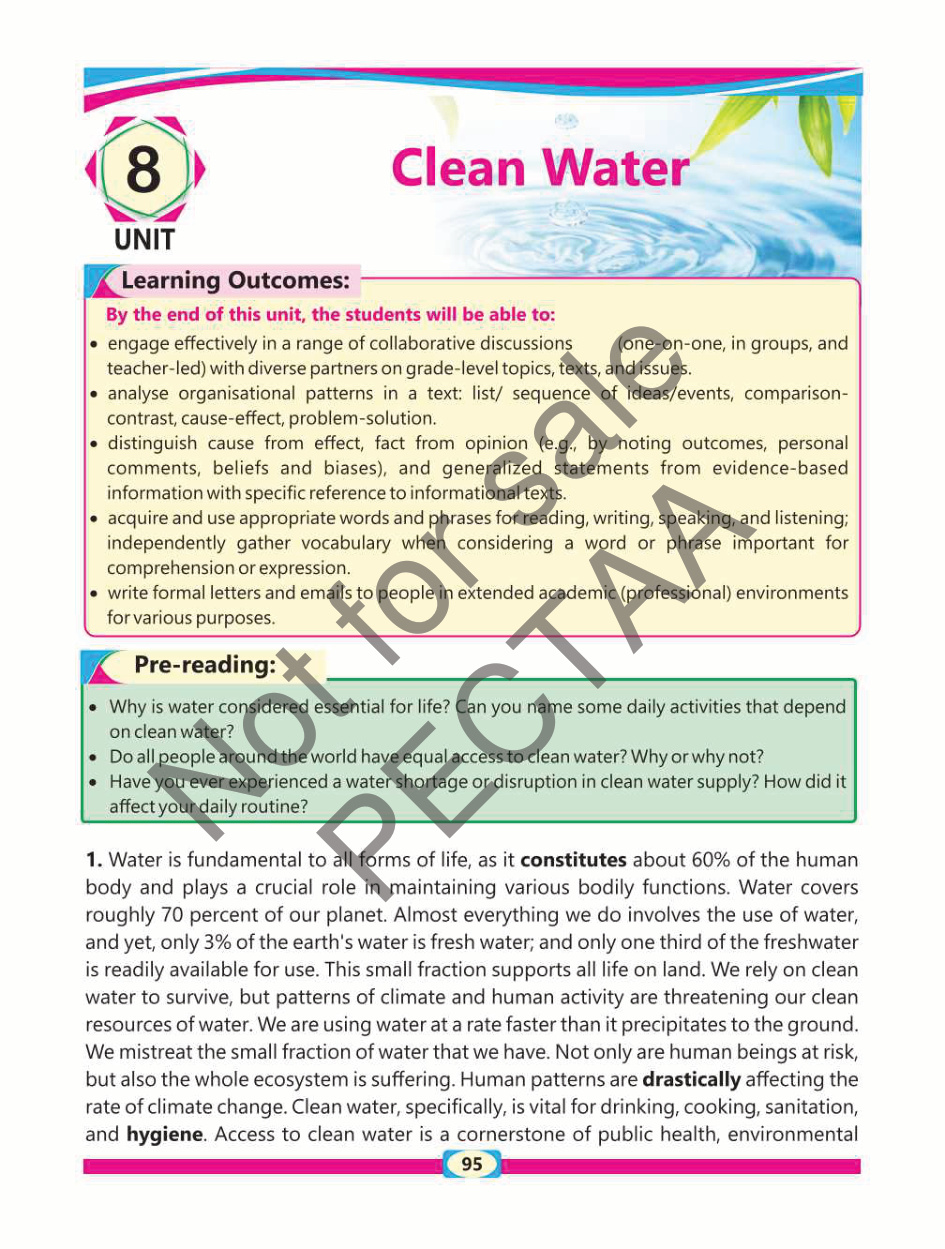 8
UNIT
Clean Water
Learning Outcomes:
By the end of this unit, the students will be able to:
• engage effectively in a range of collaborative discussions (one-on-one, in groups, and
teacher-led) with diverse partners on grade-level topics, texts, and issues.
• analyse organisational patterns in a text: list/ sequence of ideas/events, comparison-
contrast, cause-effect, problem-solution.
• distinguish cause from effect, fact from opinion (e.g., by noting outcomes, personal
comments, beliefs and biases), and generalized statements from evidence-based
information with specific reference to informational texts.
• acquire and use appropriate words and phrases for reading, writing, speaking, and listening;
independently gather vocabulary when considering a word or phrase important for
comprehension or expression.
• write formal letters and emails to people in extended academic (professional) environments
for various purposes.
Pre-reading:
• Why is water considered essential for life? Can you name some daily activities that depend
on clean water?
• Do all people around the world have equal access to clean water? Why or why not?
• Have you ever experienced a water shortage or disruption in clean water supply? How did it
affect your daily routine?
1. Water is fundamental to all forms of life, as it constitutes about 60% of the human
body and plays a crucial role in maintaining various bodily functions. Water covers
roughly 70 percent of our planet. Almost everything we do involves the use of water,
and yet, only 3% of the earth's water is fresh water; and only one third of the freshwater
is readily available for use. This small fraction supports all life on land. We rely on clean
water to survive, but patterns of climate and human activity are threatening our clean
resources of water. We are using water at a rate faster than it precipitates to the ground.
We mistreat the small fraction of water that we have. Not only are human beings at risk,
but also the whole ecosystem is suffering. Human patterns are drastically affecting the
rate of climate change. Clean water, specifically, is vital for drinking, cooking, sanitation,
and hygiene. Access to clean water is a cornerstone of public health, environmental
95
Not for sale
PECTAA